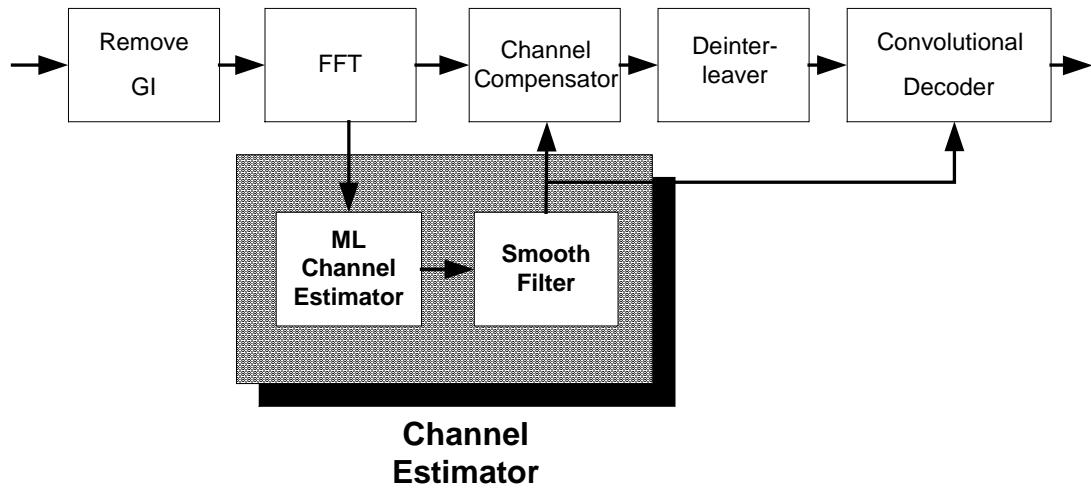 Remove
GI
FFT
Channel
Compensator
Deinter-
leaver
Convolutional
Decoder
ML
Channel
Estimator
Smooth
Filter
Channel
Estimator